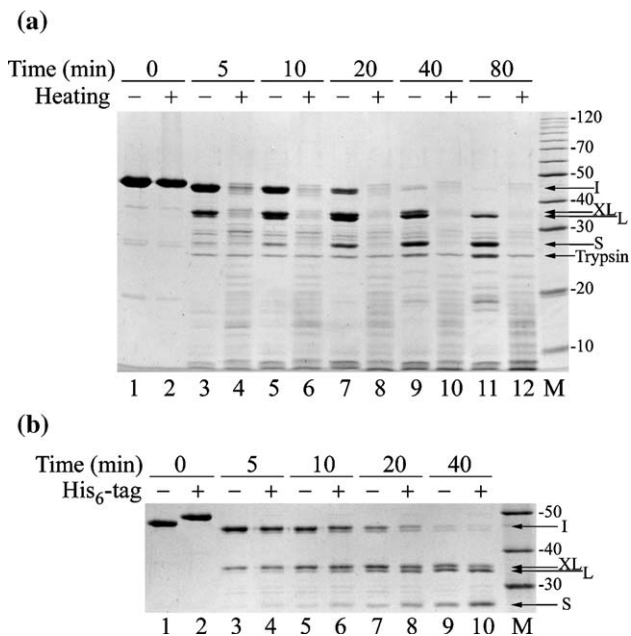 (a)
Time (min) 0 5 10 20 40 80
Heating – + – + – + – + – + – +
-120
-70
-50
I
-40
XL
L
-30
S
Trypsin
-20
-10
1 2 3 4 5 6 7 8 9 10 11 12 M
(b)
Time (min) 0 5 10 20 40
His6-tag – + – + – + – + – +
-50
I
-40
XL
L
-30
S
1 2 3 4 5 6 7 8 9 10 M